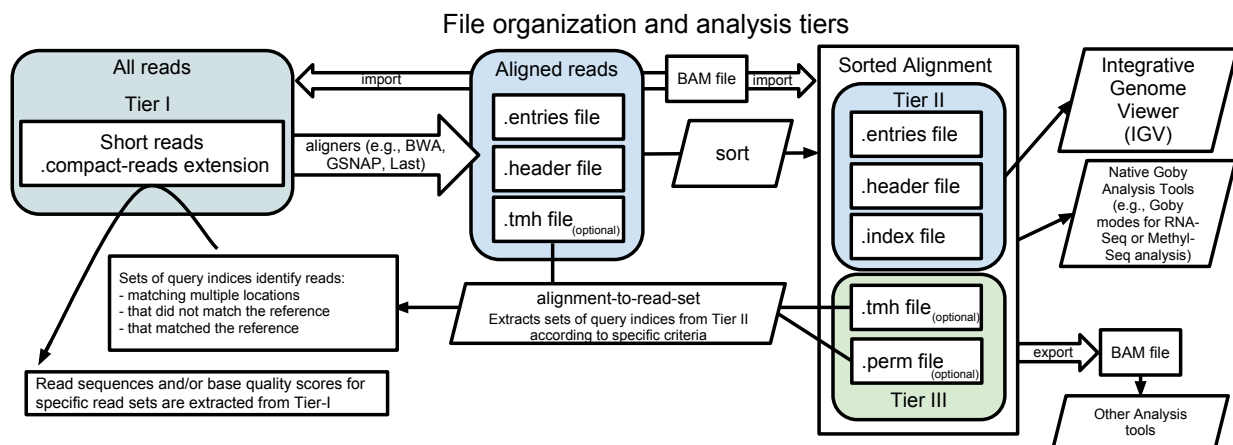 File organization and analysis tiers
All reads
Tier I
Short reads
.compact-reads extension
import
aligners (e.g., BWA,
GSNAP, Last)
Aligned reads
.entries file
.header file
.tmh file
(optional)
BAM file
import
sort
Sorted Alignment
Tier II
.entries file
.header file
.index file
.tmh file
(optional)
.perm file
(optional)
Tier III
Integrative
Genome
Viewer
(IGV)
Native Goby
Analysis Tools
(e.g., Goby
modes for RNA-
Seq or Methyl-
Seq analysis)
Sets of query indices identify reads:
- matching multiple locations
- that did not match the reference
- that matched the reference
alignment-to-read-set
Extracts sets of query indices from Tier II
according to specific criteria
Read sequences and/or base quality scores for
specific read sets are extracted from Tier-I
export
BAM file
Other Analysis
tools